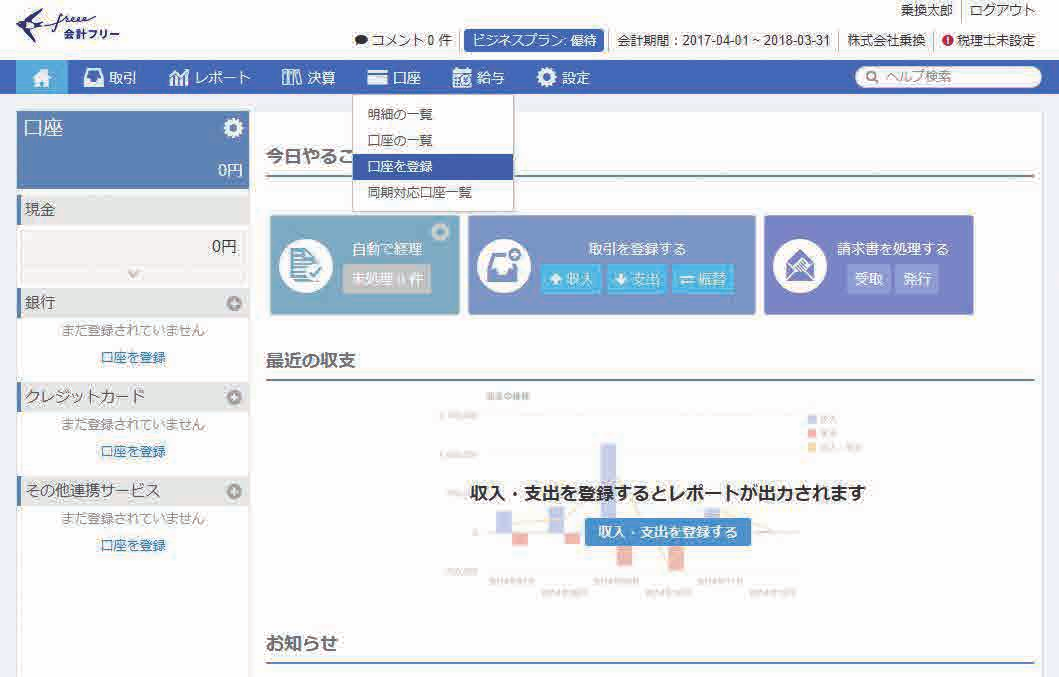 乗換太郎 ログアウト
freee
会計フリー
コメント 0 件 ビジネスプラン: 優待 会計期間：2017-04-01 ~ 2018-03-31 株式会社乗換 税理士未設定
取引 レポート 決算 口座 給与 設定 ヘルプ検索
明細の一覧
口座の一覧
口座を登録
同期対応口座一覧
口座
0円
現金
0円
銀行
まだ登録されていません
口座を登録
クレジットカード
まだ登録されていません
口座を登録
その他連携サービス
まだ登録されていません
口座を登録
今日やるこ
自動で経理
未処理 0 件
取引を登録する
収入 支出 振替
請求書を処理する
受取 発行
最近の収支
収入
支出
収入・支出を登録するとレポートが出力されます
収入・支出を登録する
お知らせ